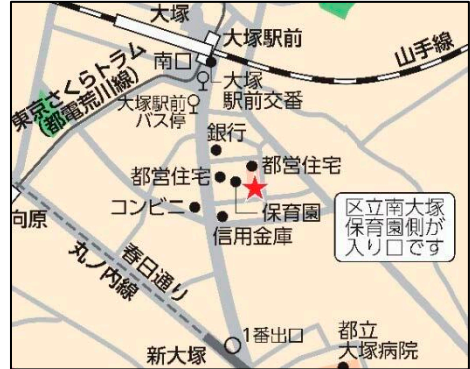 大塚
大塚駅前
南口
山手線
大塚
駅前交番
東京さくらトラム
(都電荒川線)
大塚駅前
バス停
銀行
都営住宅
都営住宅
コンビニ
保育園
信用金庫
区立南大塚
保育園側が
入り口です
向原
春日通り
丸ノ内線
1番出口
新大塚
都立
大塚病院